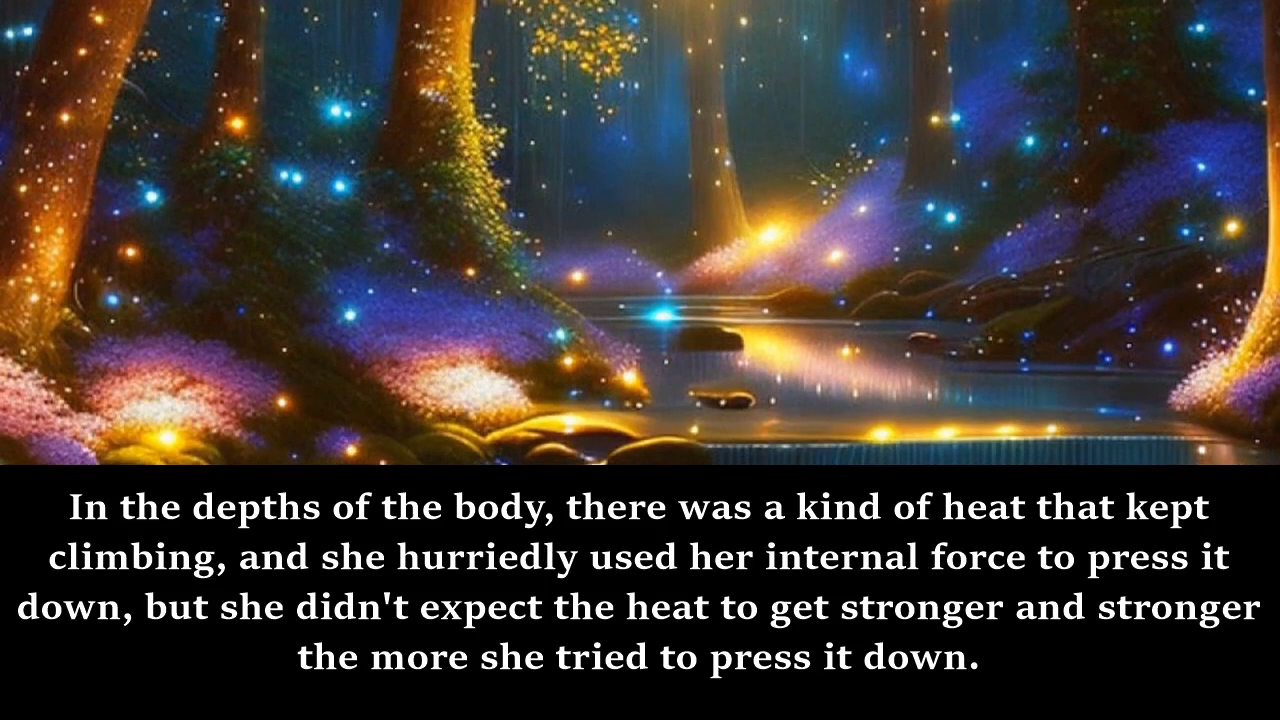 In the depths of the body, there was a kind of heat that kept
climbing, and she hurriedly used her internal force to press it
down, but she didn't expect the heat to get stronger and stronger
the more she tried to press it down.